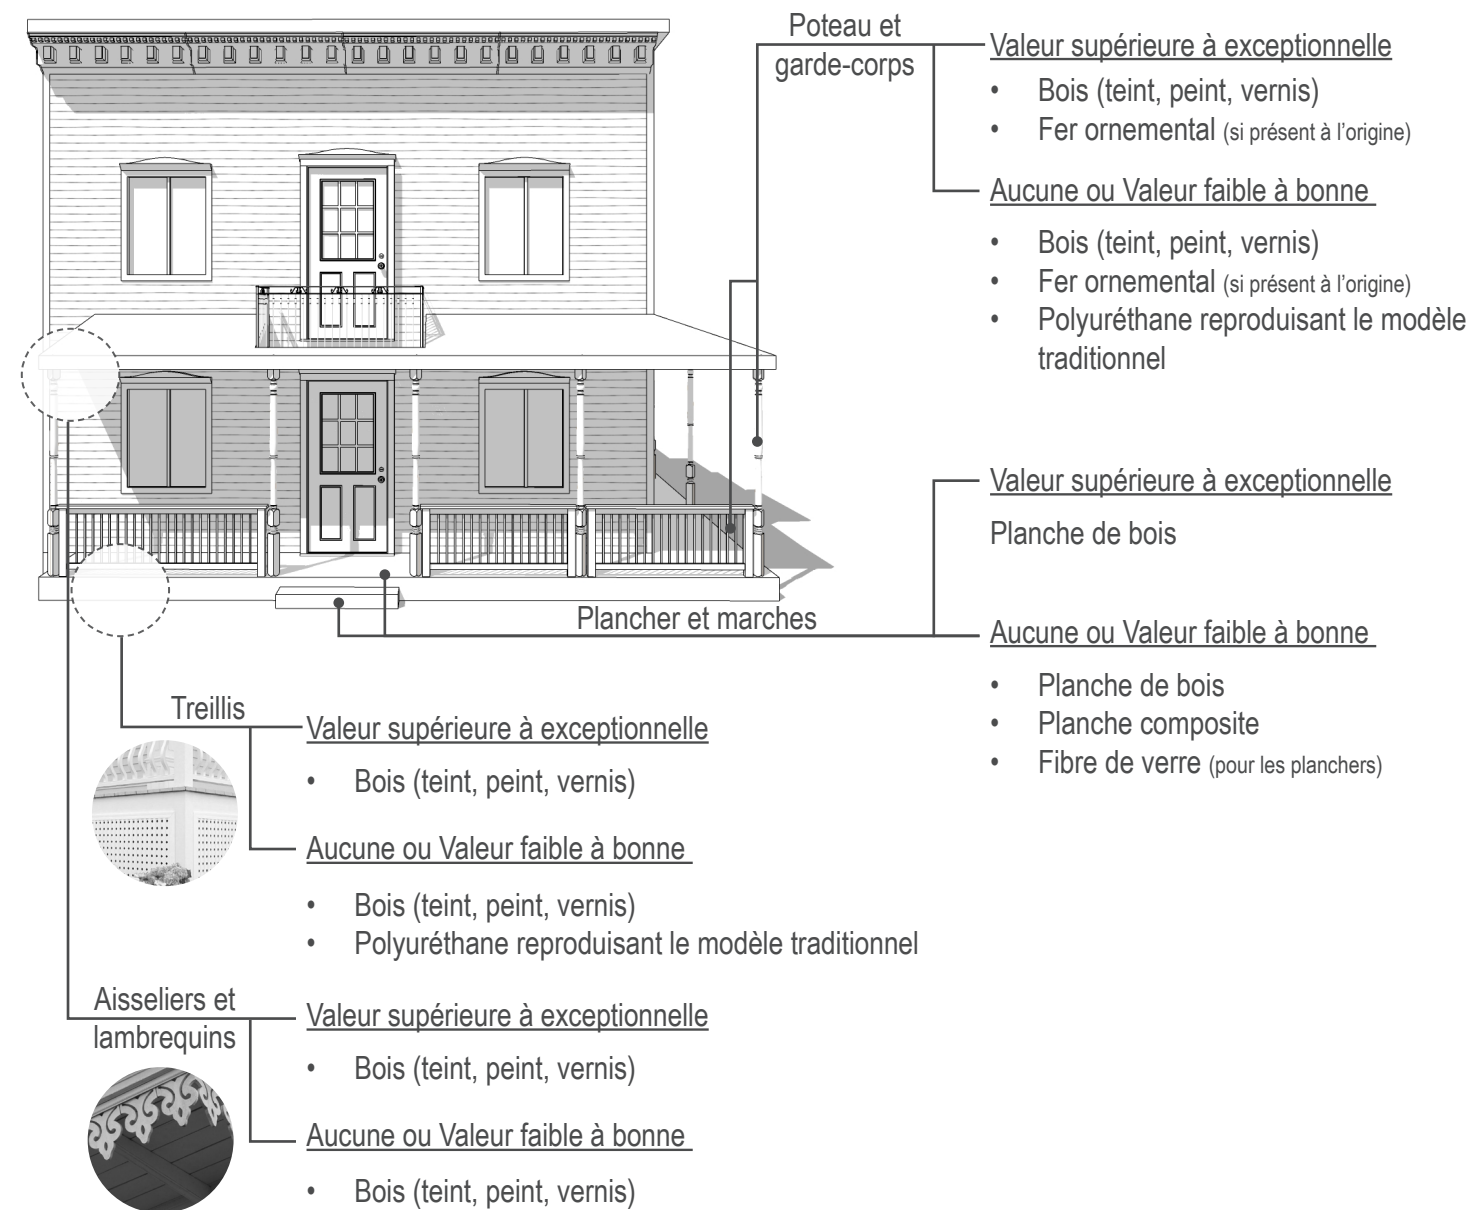 Poteau et
garde-corps
Valeur supérieure à exceptionnelle
• Bois (teint, peint, vernis)
• Fer ornemental (si présent à l’origine)
Aucune ou Valeur faible à bonne
• Bois (teint, peint, vernis)
• Fer ornemental (si présent à l’origine)
• Polyuréthane reproduisant le modèle
traditionnel
Plancher et marches
Valeur supérieure à exceptionnelle
Planche de bois
Aucune ou Valeur faible à bonne
• Planche de bois
• Planche composite
• Fibre de verre (pour les planchers)
Treillis
Valeur supérieure à exceptionnelle
• Bois (teint, peint, vernis)
Aucune ou Valeur faible à bonne
• Bois (teint, peint, vernis)
• Polyuréthane reproduisant le modèle traditionnel
Aisseliers et
lambrequins
Valeur supérieure à exceptionnelle
• Bois (teint, peint, vernis)
Aucune ou Valeur faible à bonne
• Bois (teint, peint, vernis)